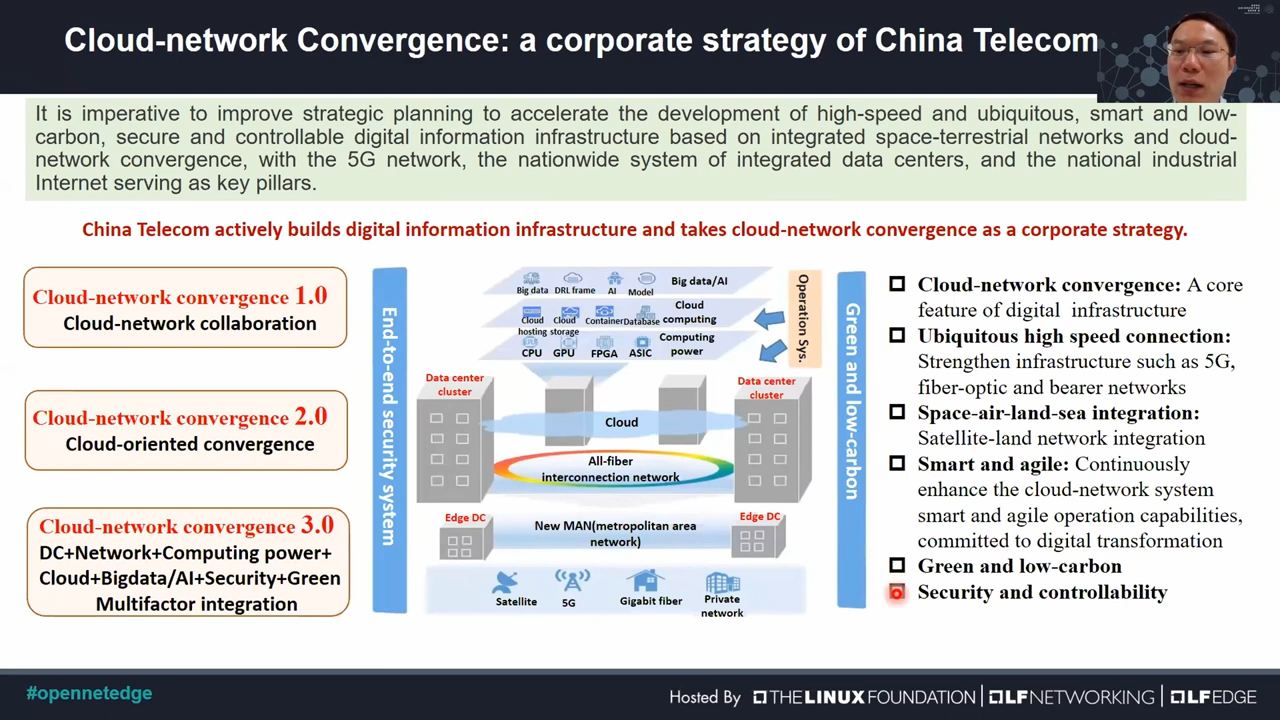 Cloud-network Convergence: a corporate strategy of China Telecom
It is imperative to improve strategic planning to accelerate the development of high-speed and ubiquitous, smart and low-
carbon, secure and controllable digital information infrastructure based on integrated space-terrestrial networks and cloud-
network convergence, with the 5G network, the nationwide system of integrated data centers, and the national industrial
Internet serving as key pillars.
China Telecom actively builds digital information infrastructure and takes cloud-network convergence as a corporate strategy.
Cloud-network convergence 1.0
Cloud-network collaboration
Cloud-network convergence 2.0
Cloud-oriented convergence
Cloud-network convergence 3.0
DC+Network+Computing power+
Cloud+Bigdata/AI+Security+Green
Multifactor integration
End-to-end security system
Big data DRL frame AI Model
Big data/AI
Cloud hosting
Cloud storage
Container
Database
Cloud
computing
CPU GPU FPGA ASIC
Computing
power
Operation Sys.
Data center
cluster
Data center
cluster
Cloud
All-fiber
interconnection network
Edge DC
New MAN(metropolitan area
network)
Edge DC
Satellite
5G
Gigabit fiber
Private
network
Green and low-carbon
Cloud-network convergence: A core
feature of digital infrastructure
Ubiquitous high speed connection:
Strengthen infrastructure such as 5G,
fiber-optic and bearer networks
Space-air-land-sea integration:
Satellite-land network integration
Smart and agile: Continuously
enhance the cloud-network system
smart and agile operation capabilities,
committed to digital transformation
Green and low-carbon
Security and controllability
#opennetedge
Hosted By THE LINUX FOUNDATION | LF NETWORKING | LF EDGE